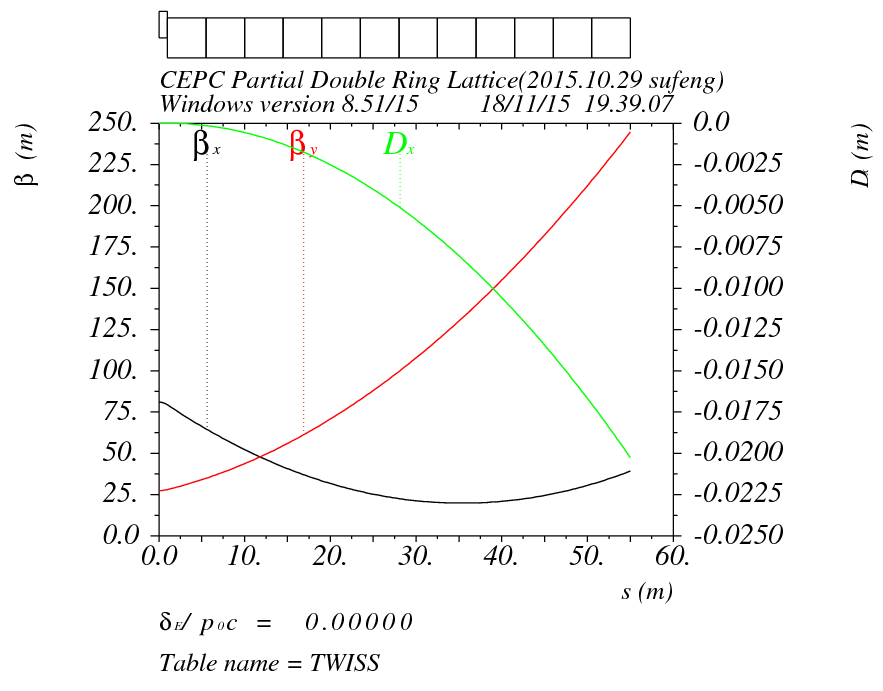 CEPC Partial Double Ring Lattice(2015.10.29 sufeng)
Windows version 8.51/15 18/11/15 19.39.07
250. 0.0
βx βy Dx
225. -0.0025
200. -0.0050
175. -0.0075
150. -0.0100
125. -0.0125
100. -0.0150
75. -0.0175
50. -0.0200
25. -0.0225
0.0 -0.0250
β (m)
Dx (m)
0.0 10. 20. 30. 40. 50. 60.
s (m)
δE/ p0c = 0.00000
Table name = TWISS